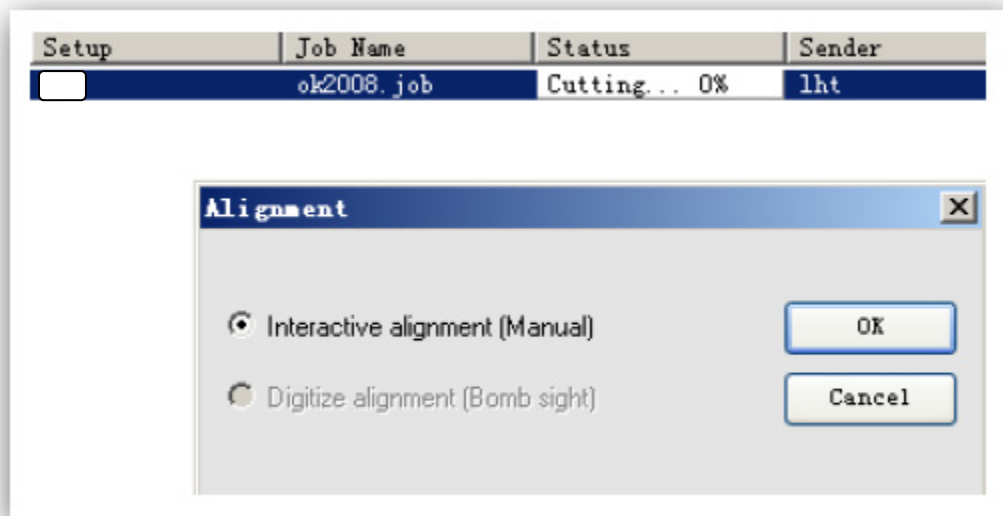 Setup Job Name Status Sender
ok2008.job Cutting... 0% lht
Alignment
Interactive alignment (Manual) OK
Digitize alignment (Bomb sight) Cancel